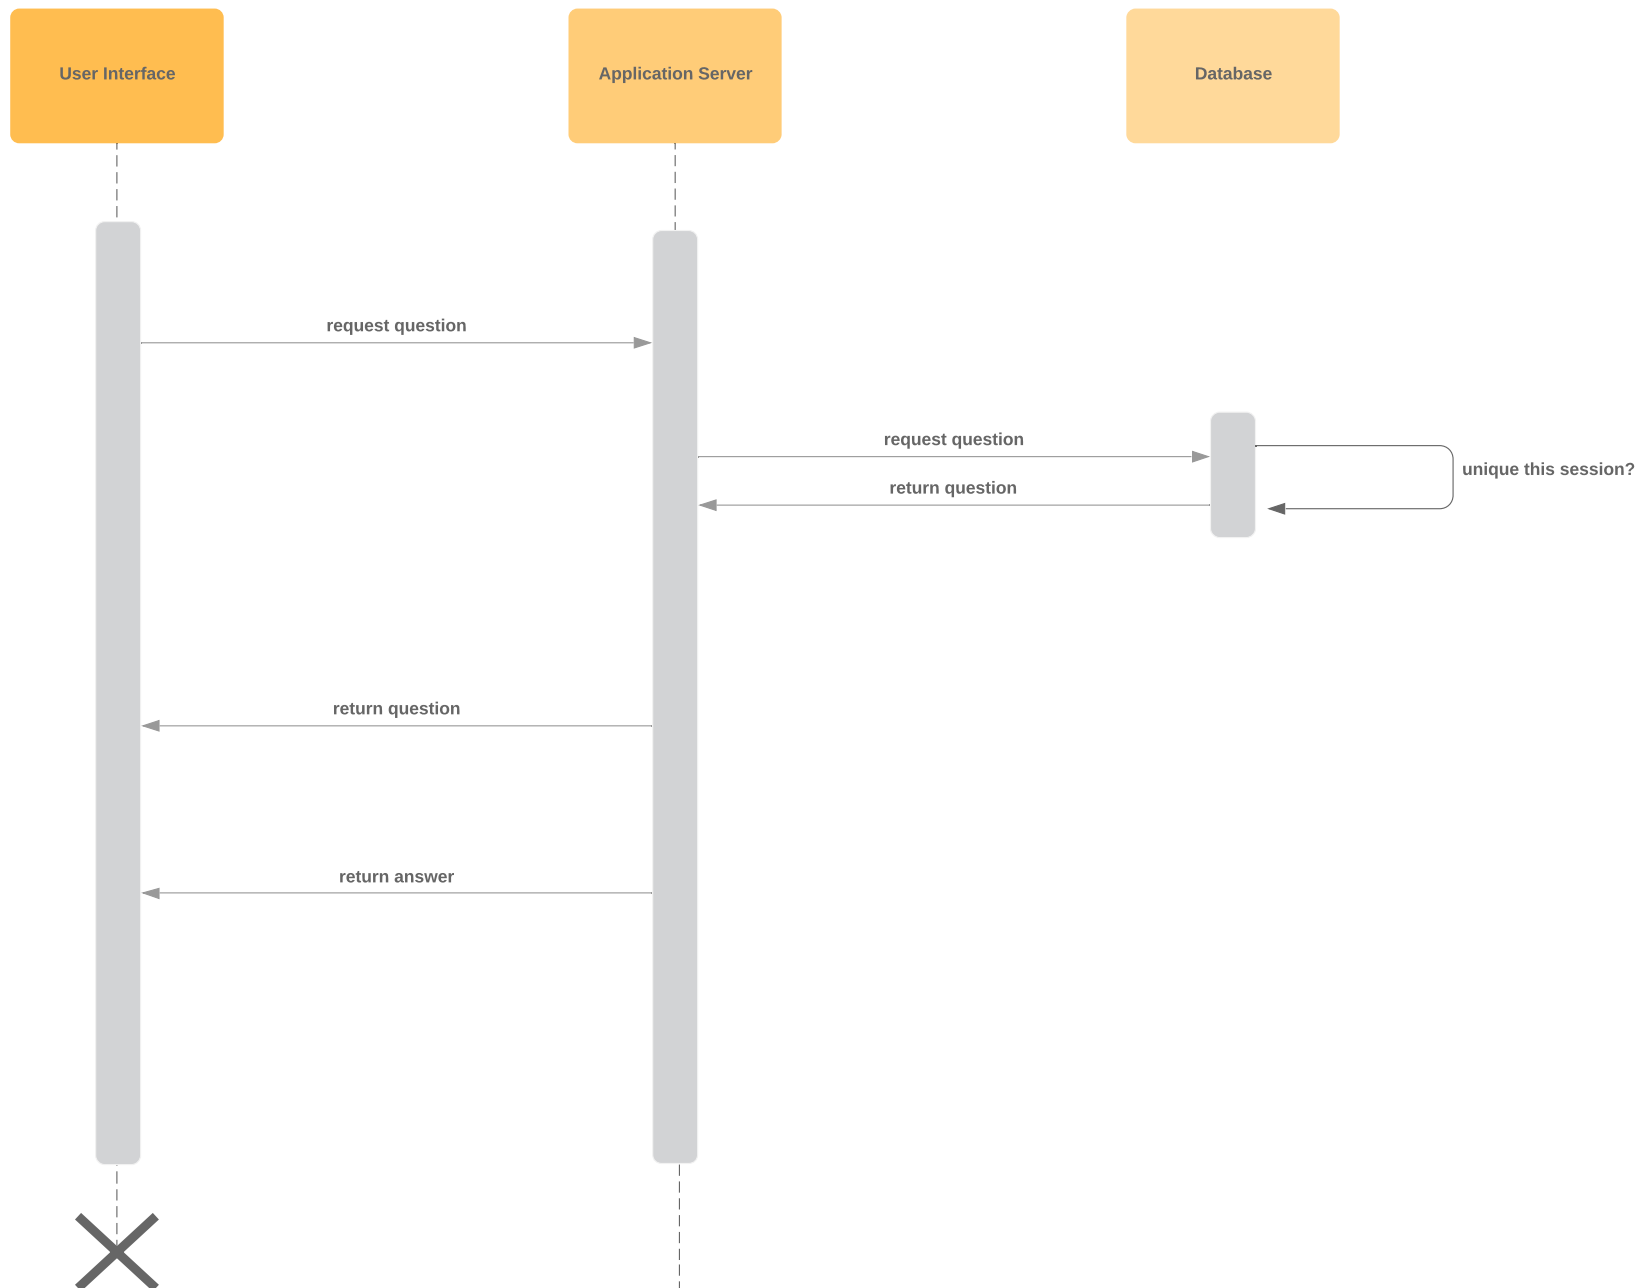 User Interface
Application Server
Database
request question
request question
unique this session?
return question
return question
return answer